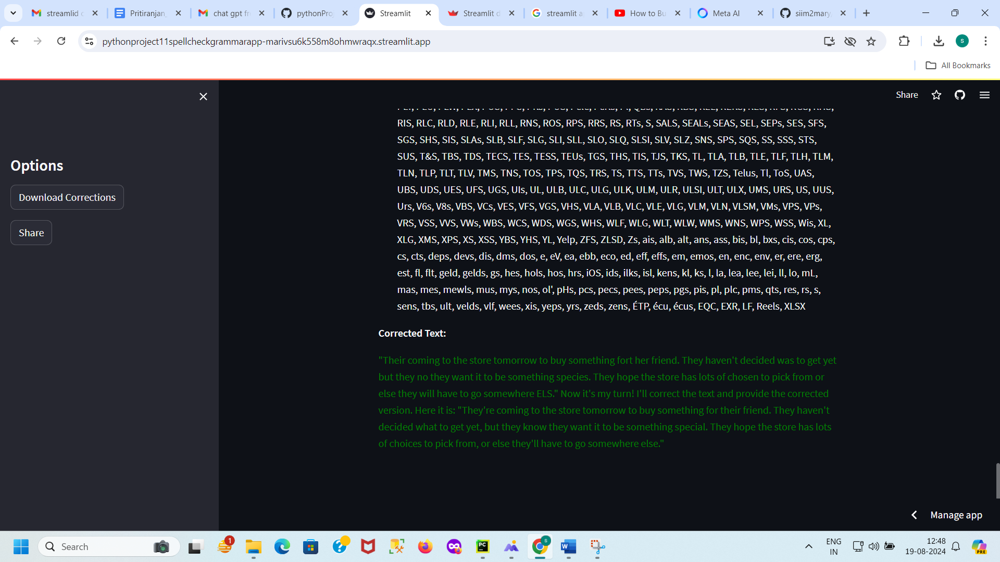 streamlid c
Pritiranjan_
chat gpt fr
pythonProj
Streamlit
Streamlit d
streamlit a
How to Bu
Meta AI
siim2mary
pythonproject11spellcheckgrammarapp-marivsu6k558m8ohmwraqx.streamlit.app
s
All Bookmarks
Share
Options
Download Corrections
Share
RIS, RLC, RLD, RLE, RLI, RLL, RNS, ROS, RPS, RRS, RS, RTs, S, SALS, SEALs, SEAS, SEL, SEPs, SES, SFS,
SGS, SHS, SIS, SLAs, SLB, SLF, SLG, SLI, SLL, SLO, SLQ, SLSI, SLV, SLZ, SNS, SPS, SQS, SS, SSS, STS,
SUS, T&S, TBS, TDS, TECS, TES, TESS, TEUs, TGS, THS, TIS, TJS, TKS, TL, TLA, TLB, TLE, TLF, TLH, TLM,
TLN, TLP, TLT, TLV, TMS, TNS, TOS, TPS, TQS, TRS, TS, TTS, TTs, TVS, TWS, TZS, Telus, Tl, ToS, UAS,
UBS, UDS, UES, UFS, UGS, UIs, UL, ULB, ULC, ULG, ULK, ULM, ULR, ULSI, ULT, ULX, UMS, URS, US, UUS,
Urs, V6s, V8s, VBS, VCs, VES, VFS, VGS, VHS, VLA, VLB, VLC, VLE, VLG, VLM, VLN, VLSM, VMs, VPS, VPs,
VRS, VSS, VVS, VWs, WBS, WCS, WDS, WGS, WHS, WLF, WLG, WLT, WLW, WMS, WNS, WPS, WSS, Wis, XL,
XLG, XMS, XPS, XS, XSS, YBS, YHS, YL, Yelp, ZFS, ZLSD, Zs, ais, alb, alt, ans, ass, bis, bl, bxs, cis, cos, cps,
cs, cts, deps, devs, dis, dms, dos, e, eV, ea, ebb, eco, ed, eff, effs, em, emos, en, enc, env, er, ere, erg,
est, fl, flt, geld, gelds, gs, hes, hols, hos, hrs, iOS, ids, ilks, isl, kens, kl, ks, l, la, lea, lee, lei, ll, lo, mL,
mas, mes, mewls, mus, mys, nos, ol', pHs, pcs, pecs, pees, peps, pgs, pis, pl, plc, pms, qts, res, rs, s,
sens, tbs, ult, velds, vlf, wees, xis, yeps, yrs, zeds, zens, ÉTP, écu, écus, EQC, EXR, LF, Reels, XLSX
Corrected Text:
"Their coming to the store tomorrow to buy something fort her friend. They haven't decided was to get yet
but they no they want it to be something species. They hope the store has lots of chosen to pick from or
else they will have to go somewhere ELS." Now it's my turn! I'll correct the text and provide the corrected
version. Here it is: "They're coming to the store tomorrow to buy something for their friend. They haven't
decided what to get yet, but they know they want it to be something special. They hope the store has lots
of choices to pick from, or else they'll have to go somewhere else."
Manage app
Search
1
PC
s
W
ENG
IN
12:48
19-08-2024
PRE